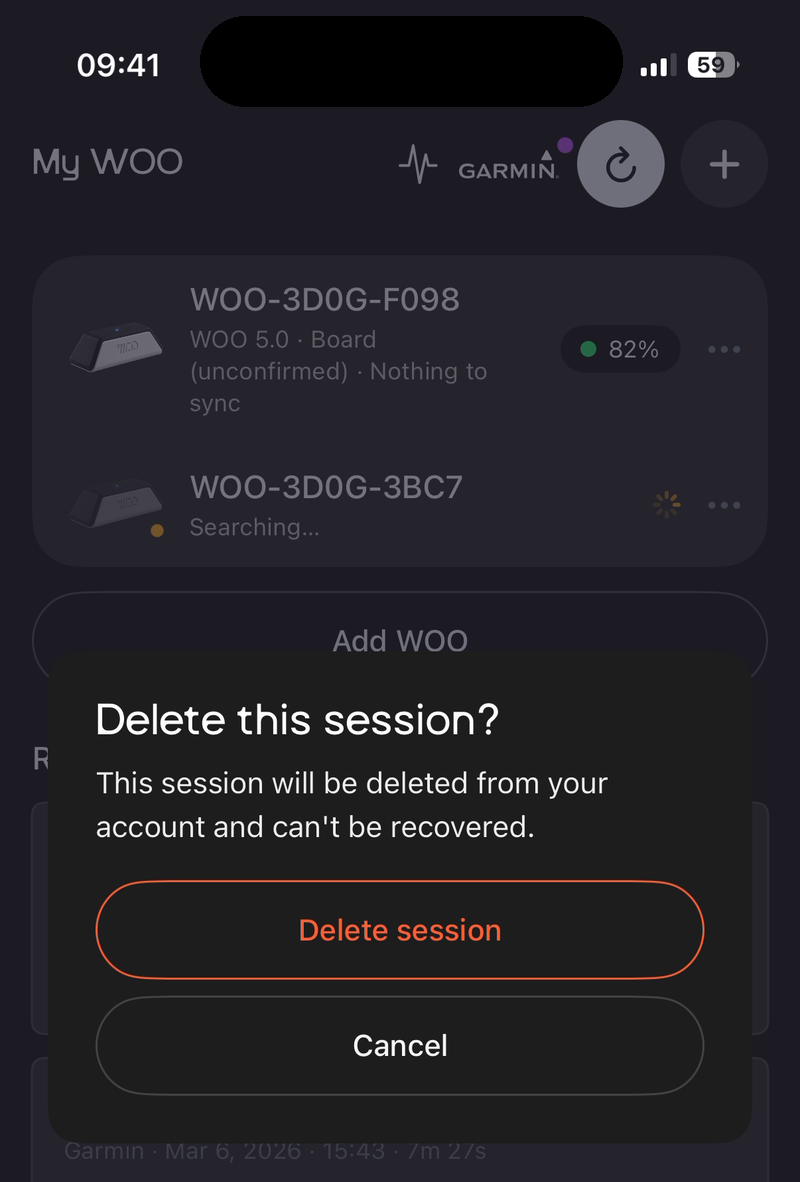 09:41
59
My WOO
GARMIN
WOO-3D0G-F098
WOO 5.0 · Board
(unconfirmed) · Nothing to
sync
82%
WOO-3D0G-3BC7
Searching...
Add WOO
R
Delete this session?
This session will be deleted from your
account and can't be recovered.
Delete session
Cancel
Garmin · Mar 6, 2026 · 15:43 · 7m 27s